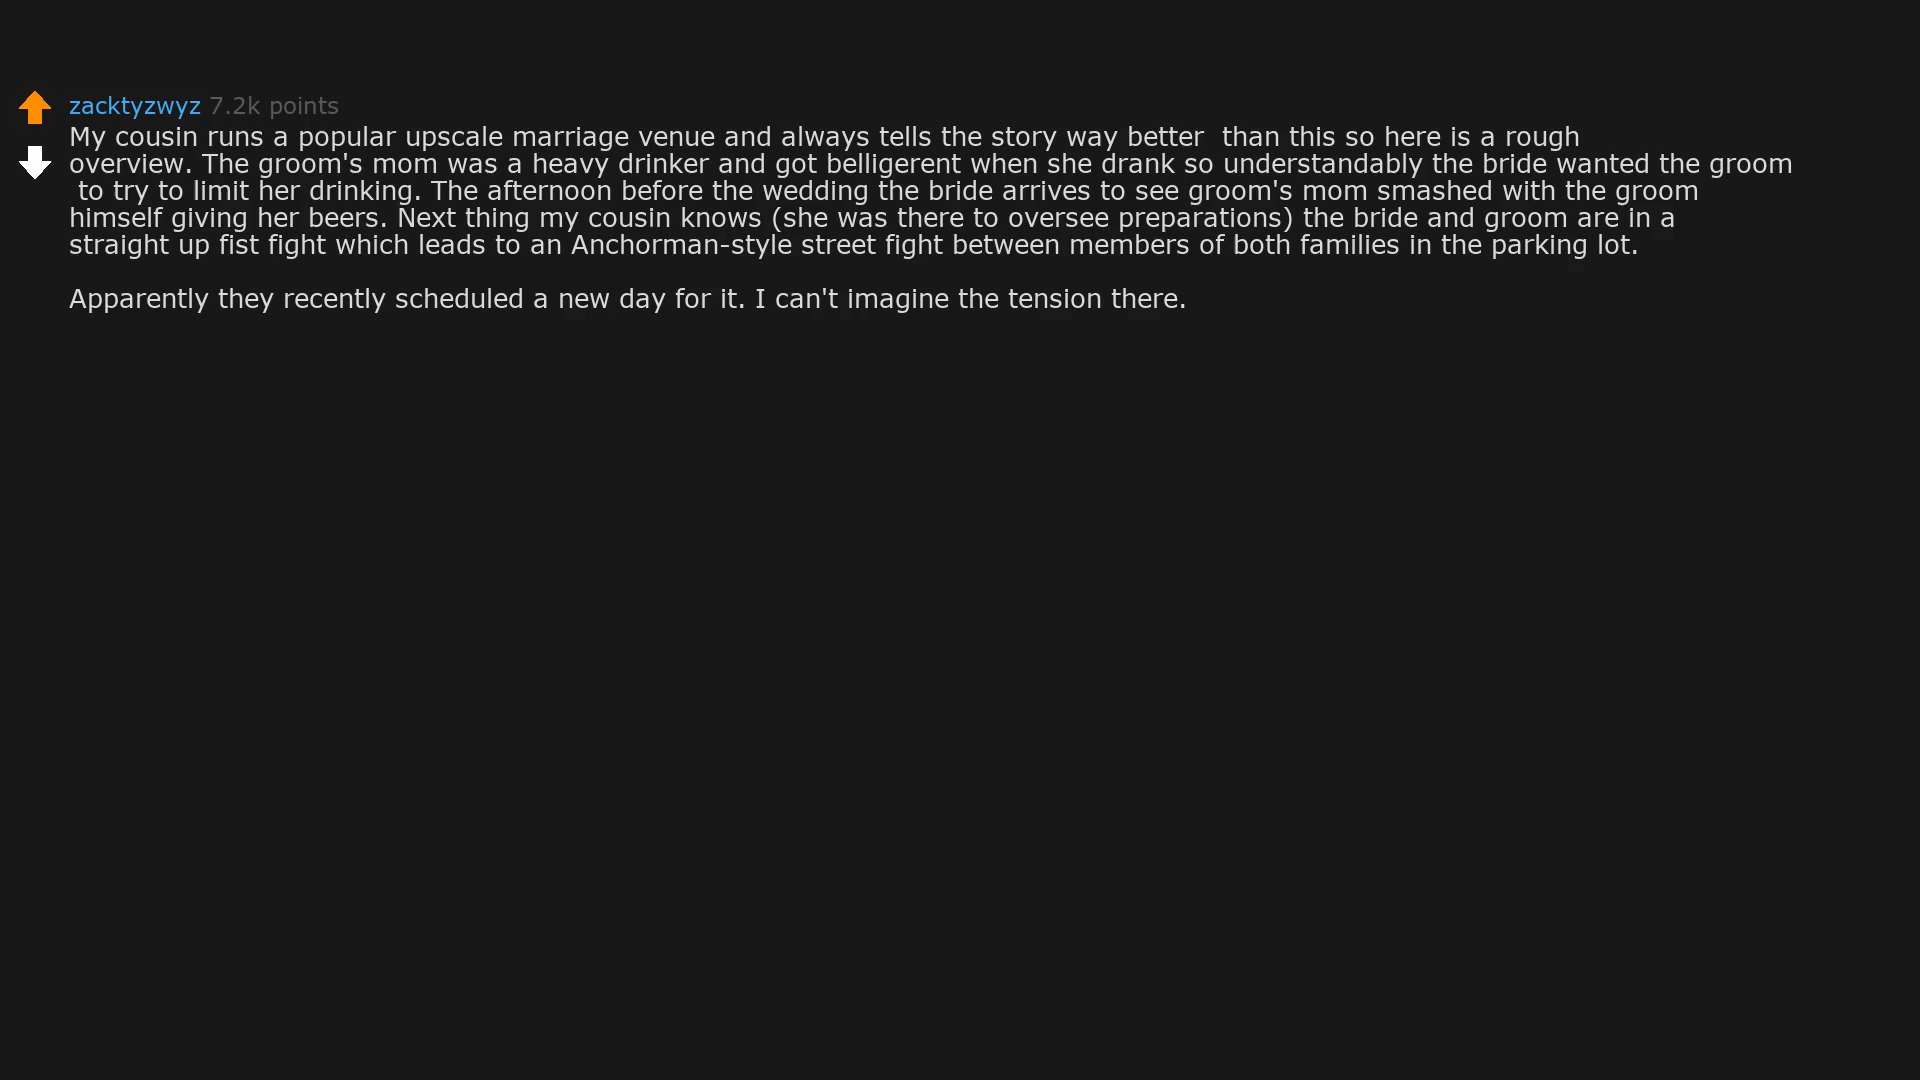 zacktyzwyz 7.2k points
My cousin runs a popular upscale marriage venue and always tells the story way better  than this so here is a rough
overview. The groom's mom was a heavy drinker and got belligerent when she drank so understandably the bride wanted the groom
 to try to limit her drinking. The afternoon before the wedding the bride arrives to see groom's mom smashed with the groom
himself giving her beers. Next thing my cousin knows (she was there to oversee preparations) the bride and groom are in a
straight up fist fight which leads to an Anchorman-style street fight between members of both families in the parking lot.
Apparently they recently scheduled a new day for it. I can't imagine the tension there.